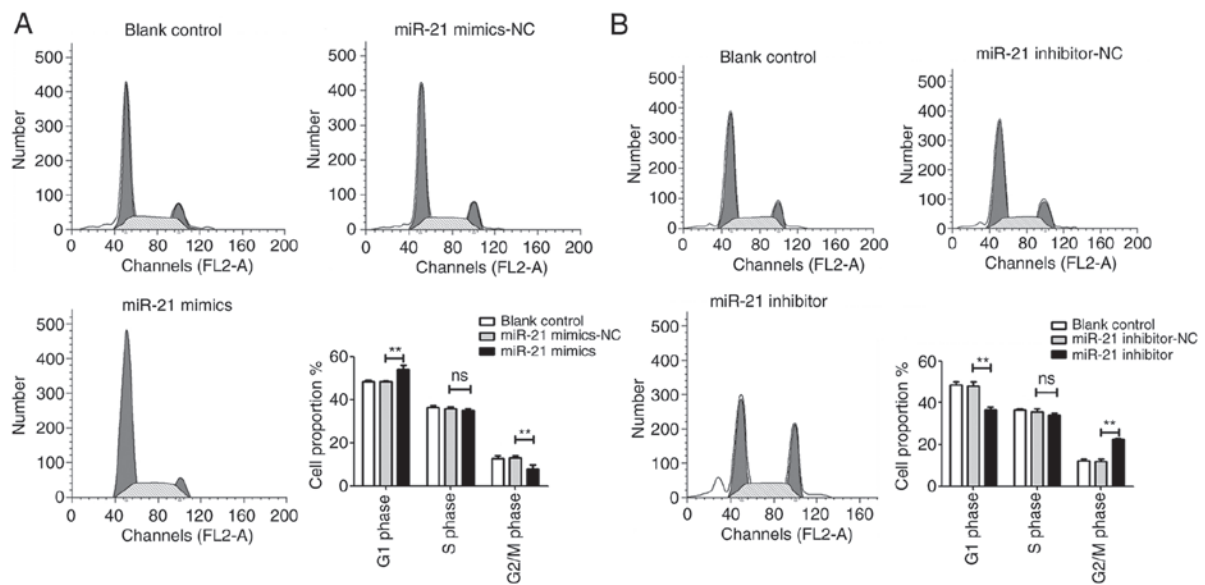 A
Blank control
500
400
300
200
100
0
Number
0 40 80 120 160 200
Channels (FL2-A)
miR-21 mimics-NC
500
400
300
200
100
0
Number
0 40 80 120 160 200
Channels (FL2-A)
miR-21 mimics
500
400
300
200
100
0
Number
0 40 80 120 160 200
Channels (FL2-A)
Blank control
miR-21 mimics-NC
miR-21 mimics
60
40
20
0
Cell proportion %
**
ns
**
G1 phase
S phase
G2/M phase
B
Blank control
500
400
300
200
100
0
Number
0 40 80 120 160 200
Channels (FL2-A)
miR-21 inhibitor-NC
500
400
300
200
100
0
Number
0 40 80 120 160 200
Channels (FL2-A)
miR-21 inhibitor
500
400
300
200
100
0
Number
0 40 80 120 160
Channels (FL2-A)
Blank control
miR-21 inhibitor-NC
miR-21 inhibitor
60
40
20
0
Cell proportion %
**
ns
**
G1 phase
S phase
G2/M phase